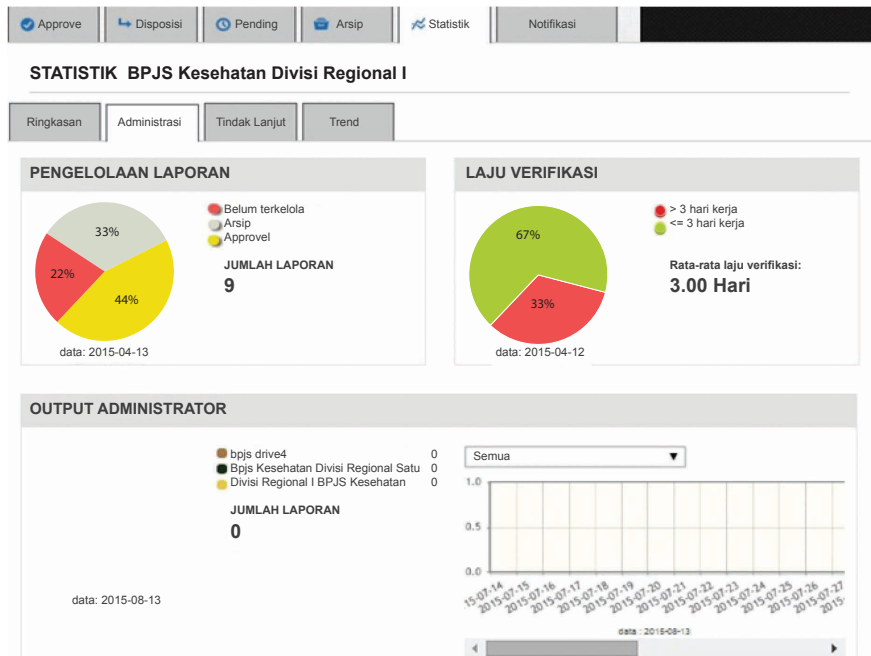 Approve Disposisi Pending Arsip Statistik Notifikasi
STATISTIK BPJS Kesehatan Divisi Regional I
Ringkasan Administrasi Tindak Lanjut Trend
PENGELOLAAN LAPORAN
33%
22%
44%
Belum terkelola
Arsip
Approvel
JUMLAH LAPORAN
9
data: 2015-04-13
LAJU VERIFIKASI
67%
33%
> 3 hari kerja
<= 3 hari kerja
Rata-rata laju verifikasi:
3.00 Hari
data: 2015-04-12
OUTPUT ADMINISTRATOR
bpjs drive4 0
Bpjs Kesehatan Divisi Regional Satu 0
Divisi Regional I BPJS Kesehatan 0
JUMLAH LAPORAN
0
data: 2015-08-13
Semua
1.0
0.5
0.0
15-07-14
2015-07-15
2015-07-16
2015-07-17
2015-07-18
2015-07-19
2015-07-20
2015-07-21
2015-07-22
2015-07-23
2015-07-24
2015-07-25
2015-07-26
2015-07-27
2015-
data : 2015-08-13